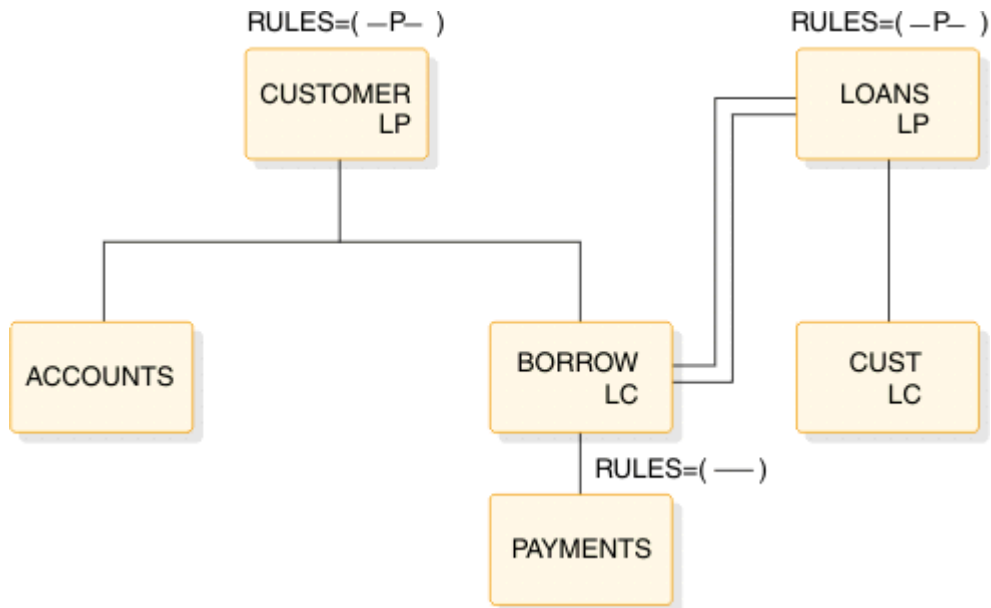 RULES=( —P— )
RULES=( —P— )
CUSTOMER
LP
LOANS
LP
ACCOUNTS
BORROW
LC
CUST
LC
RULES=( — )
PAYMENTS